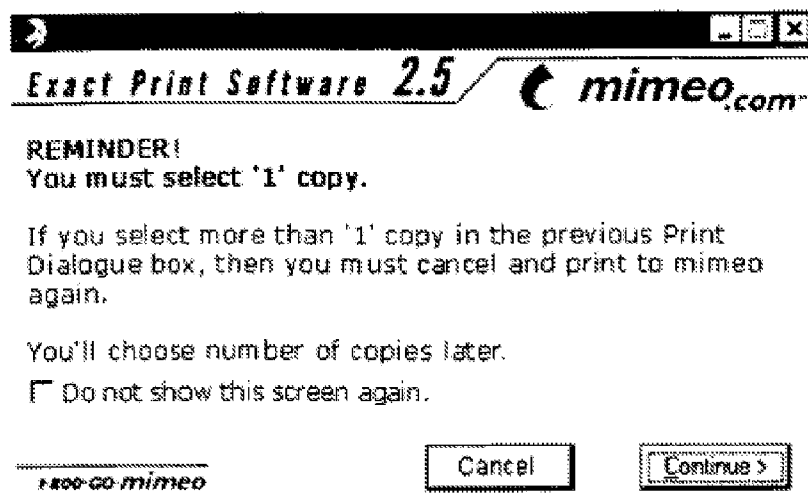 Exact Print Software 2.5
mimeo.com™
REMINDER!
You must select '1' copy.
If you select more than '1' copy in the previous Print
Dialogue box, then you must cancel and print to mimeo
again.
You'll choose number of copies later.
Do not show this screen again.
1-800-GO-mimeo
Cancel
Continue >